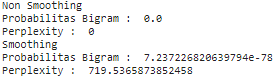 Non Smoothing
Probabilitas Bigram :  0.0
Perplexity :  0
Smoothing
Probabilitas Bigram :  7.237226820639794e-78
Perplexity :  719.5365873852458